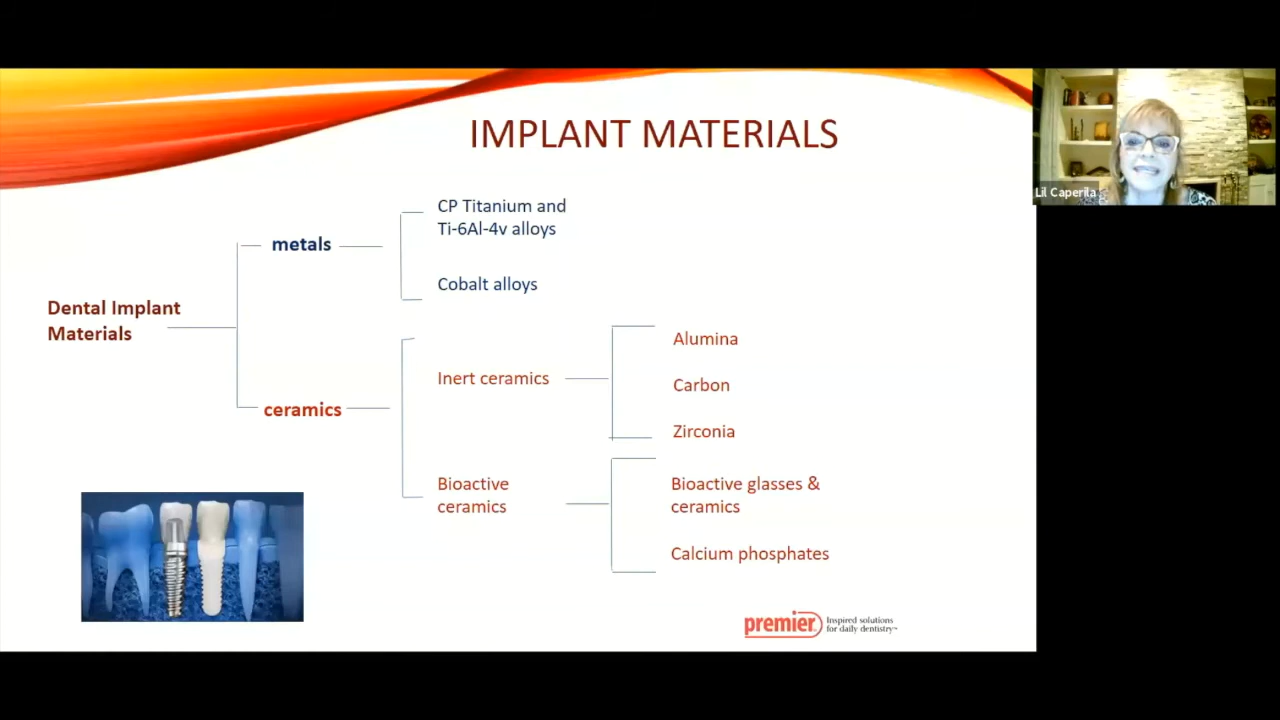 IMPLANT MATERIALS
Lil Caperila
CP Titanium and
Ti-6Al-4v alloys
metals
Cobalt alloys
Dental Implant
Materials
Alumina
Inert ceramics
Carbon
ceramics
Zirconia
Bioactive
ceramics
Bioactive glasses &
ceramics
Calcium phosphates
premier
Inspired solutions
for daily dentistry™